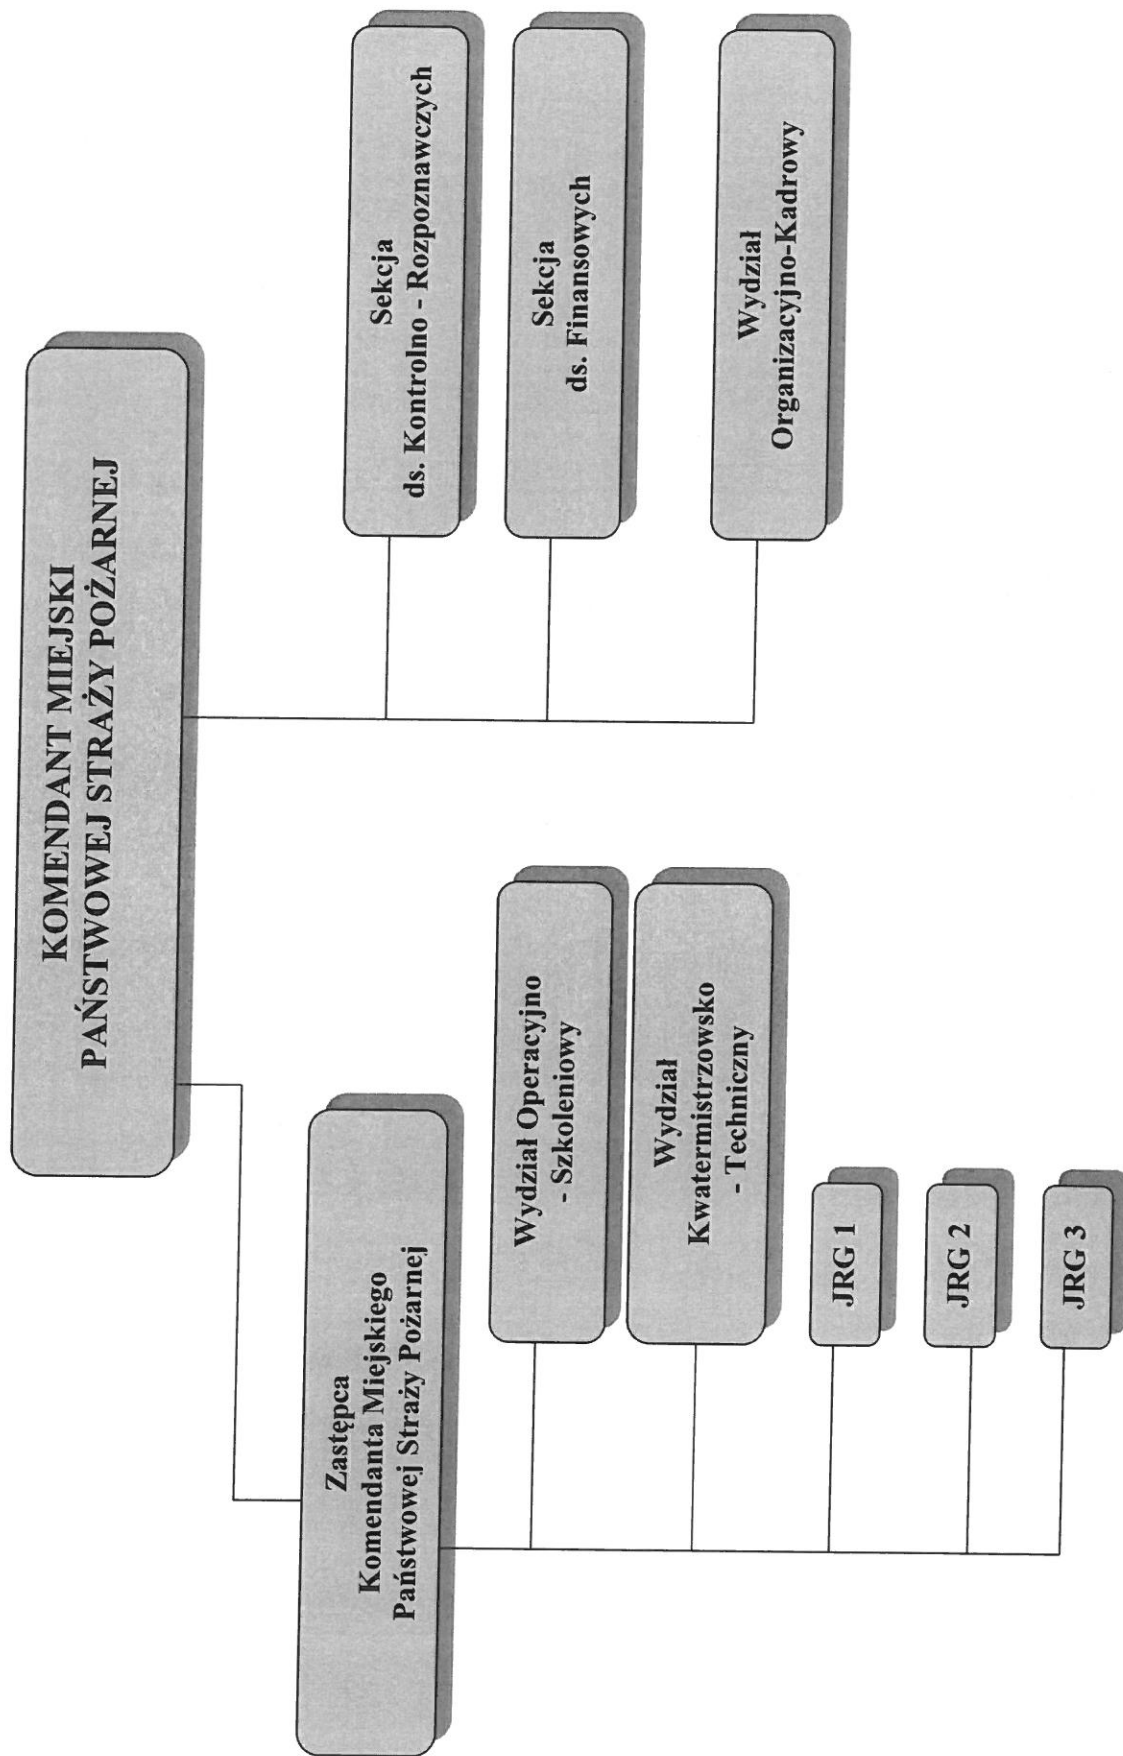 KOMENDANT MIEJSKI
PAŃSTWOWEJ STRAŻY POŻARNEJ
Zastępca
Komendanta Miejskiego
Państwowej Straży Pożarnej
Wydział Operacyjno
- Szkoleniowy
Wydział
Kwatermistrzowsko
- Techniczny
JRG 1
JRG 2
JRG 3
Sekcja
ds. Kontrolno - Rozpoznawczych
Sekcja
ds. Finansowych
Wydział
Organizacyjno-Kadrowy